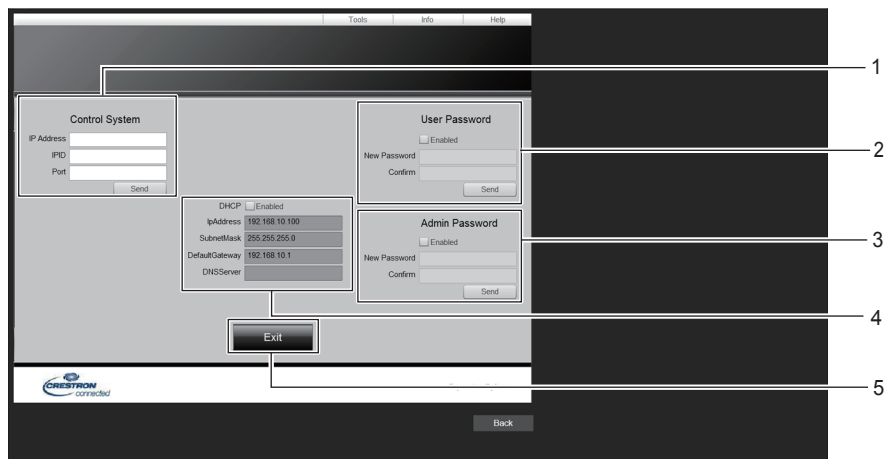 Tools Info Help
1
Control System
IP Address
IPID
Port
Send
User Password
Enabled
New Password
Confirm
Send
2
DHCP Enabled
IpAddress 192.168.10.100
SubnetMask 255.255.255.0
DefaultGateway 192.168.10.1
DNSServer
Admin Password
Enabled
New Password
Confirm
Send
3
4
Exit
CRESTRON
connected
5
Back